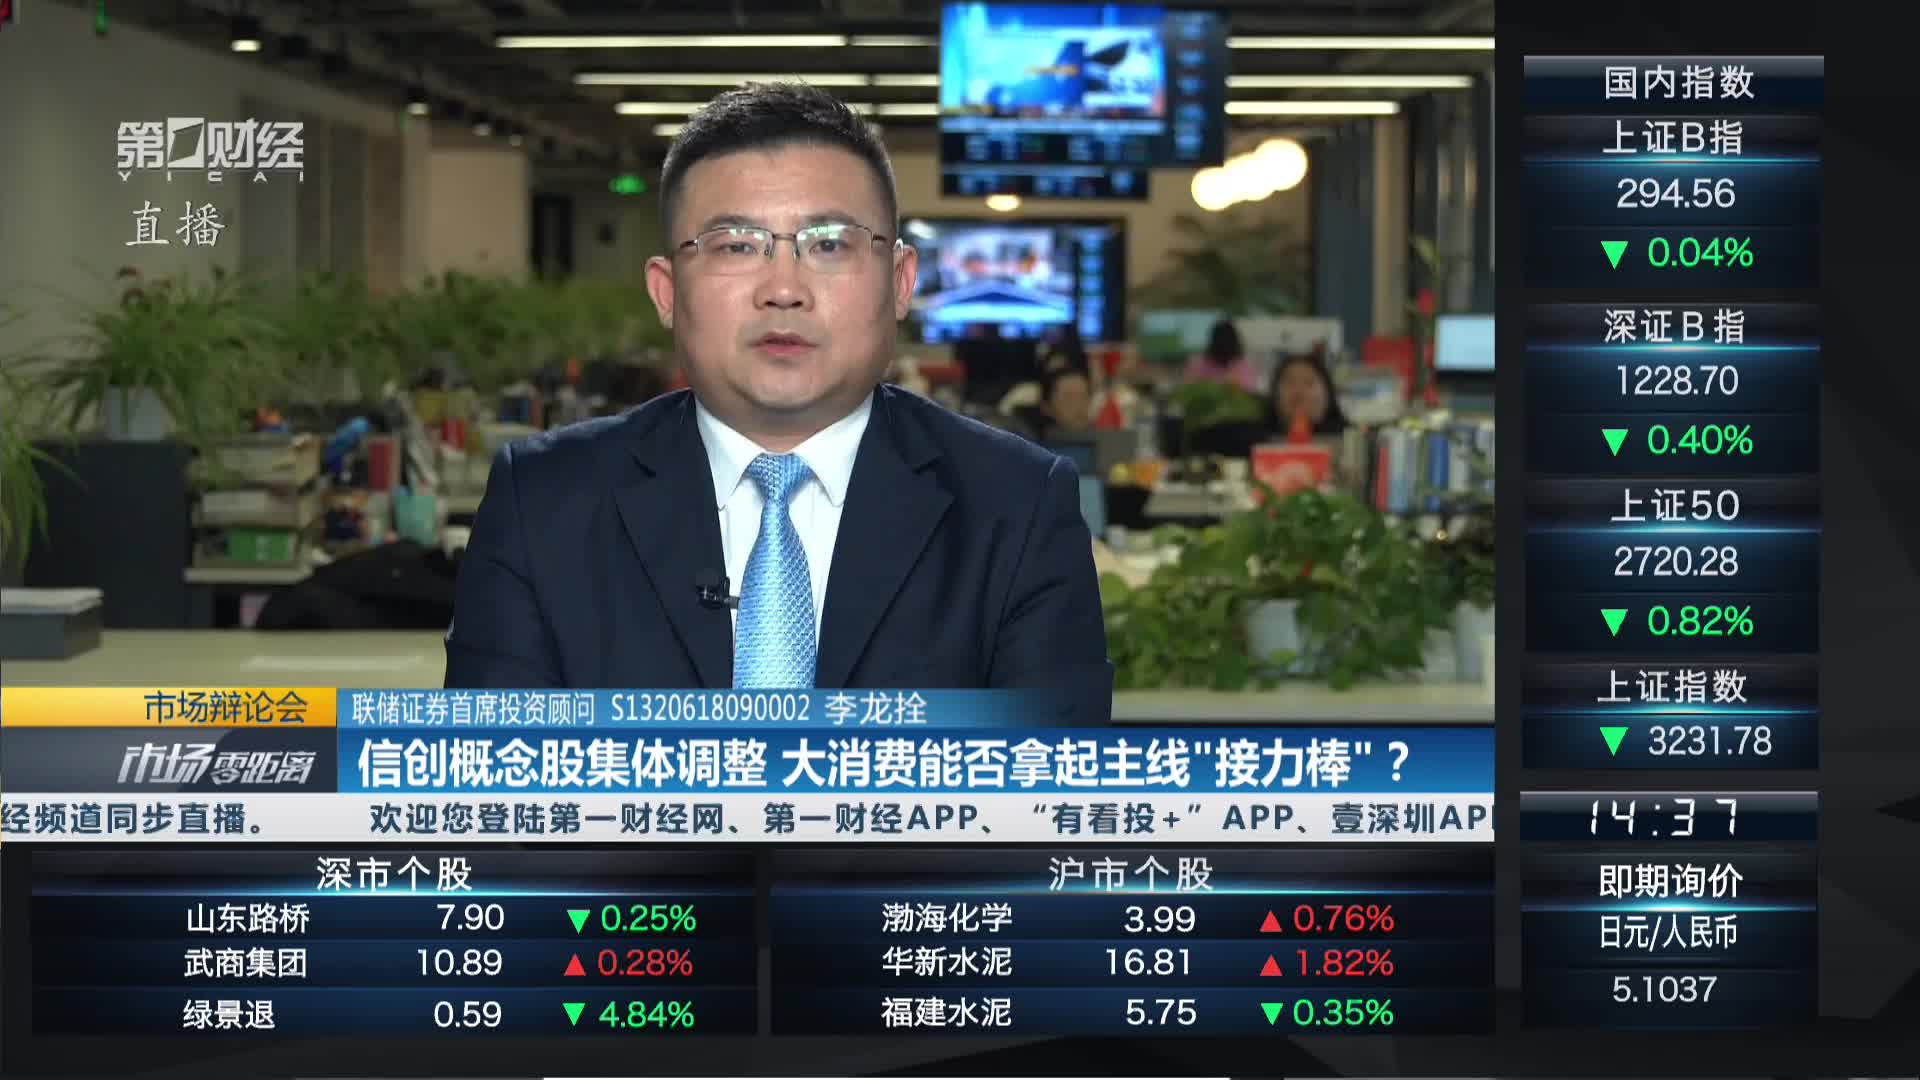 第一财经
YICAI
直播
国内指数
上证B指
294.56
▼ 0.04%
深证B指
1228.70
▼ 0.40%
上证50
2720.28
▼ 0.82%
上证指数
▼ 3231.78
14:37
即期询价
日元/人民币
5.1037
市场辩论会
联储证券首席投资顾问 S1320618090002 李龙拴
市场零距离
信创概念股集体调整 大消费能否拿起主线"接力棒"？
经频道同步直播。 欢迎您登陆第一财经网、第一财经APP、“有看投+”APP、壹深圳AP
深市个股
山东路桥 7.90 ▼ 0.25%
武商集团 10.89 ▲ 0.28%
绿景退 0.59 ▼ 4.84%
沪市个股
渤海化学 3.99 ▲ 0.76%
华新水泥 16.81 ▲ 1.82%
福建水泥 5.75 ▼ 0.35%